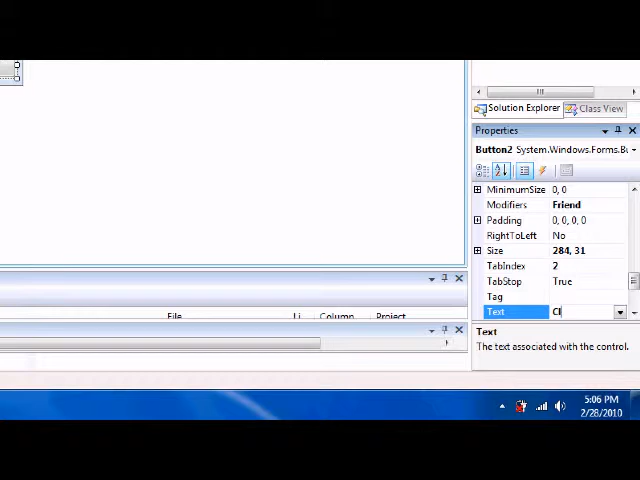 Solution Explorer Class View
Properties
Button2 System.Windows.Forms.Bu
MinimumSize 0, 0
Modifiers Friend
Padding 0, 0, 0, 0
RightToLeft No
Size 284, 31
TabIndex 2
TabStop True
Tag
Text Cl
File Li Column Project
Text
The text associated with the control.
5:06 PM
2/28/2010